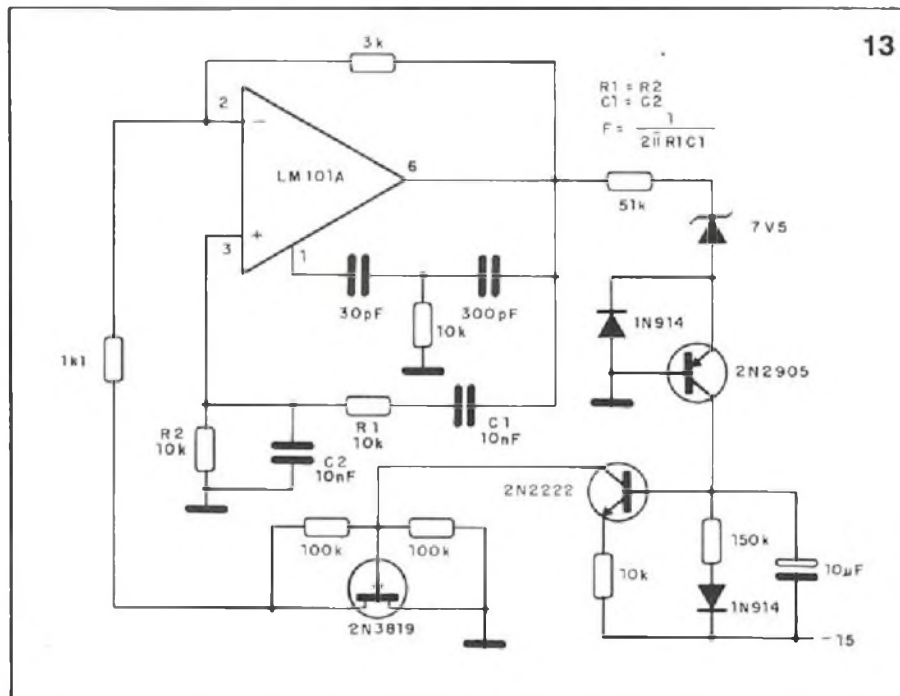 13
3k
R1 = R2
C1 = C2
F = 1
2πR1C1
2
−
LM101A
6
51k
7V5
3
+
1
30pF
300pF
10k
1N914
2N2905
1k1
R2
10k
C2
10nF
R1
10k
C1
10nF
2N2222
100k
100k
2N3819
10k
150k
1N914
10µF
−15